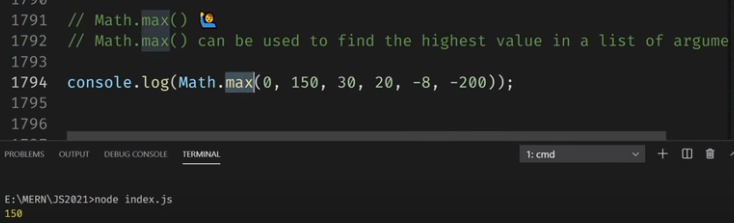 1791 // Math.max() 🙋‍♂️
1792 // Math.max() can be used to find the highest value in a list of argume
1793
1794 console.log(Math.max(0, 150, 30, 20, -8, -200));
1795
1796
PROBLEMS OUTPUT DEBUG CONSOLE TERMINAL 1: cmd
E:\MERN\JS2021>node index.js
150